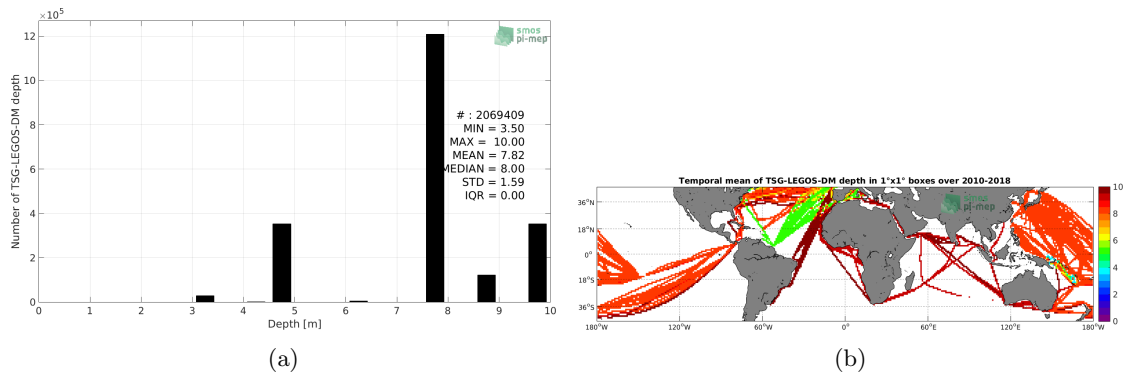 ×10⁵
smos
pi-mep
12
10
8
6
4
2
0
Number of TSG-LEGOS-DM depth
# : 2069409
MIN = 3.50
MAX = 10.00
MEAN = 7.82
MEDIAN = 8.00
STD = 1.59
IQR = 0.00
0 1 2 3 4 5 6 7 8 9 10
Depth [m]
(a)
Temporal mean of TSG-LEGOS-DM depth in 1°x1° boxes over 2010-2018
smos
pi-mep
36°N
18°N
0°
18°S
36°S
180°W 120°W 60°W 0° 60°E 120°E 180°W
10
8
6
4
2
0
(b)